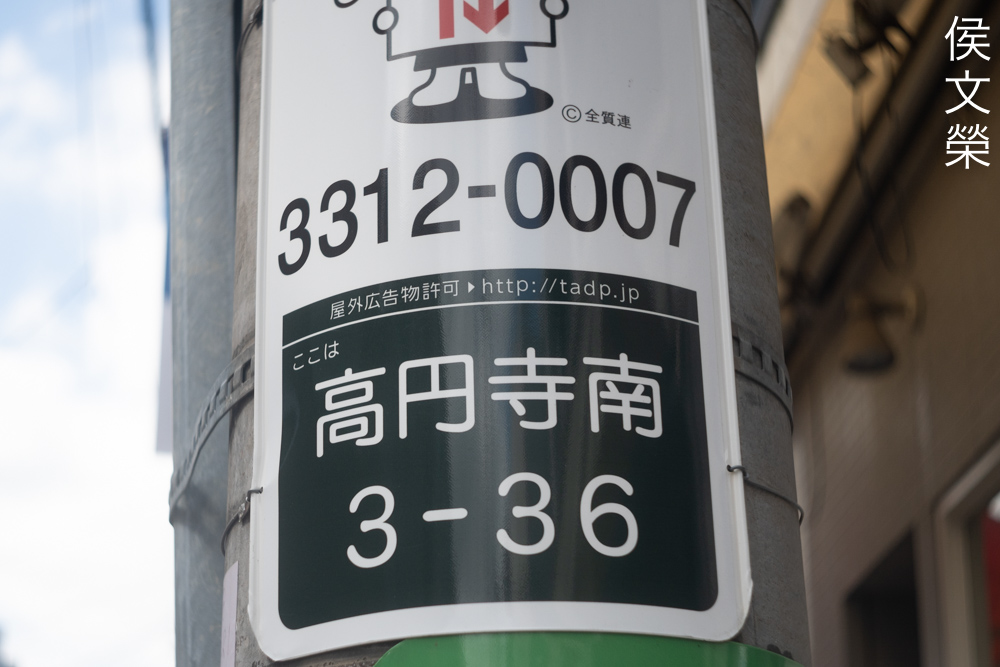 ©全質連
3312-0007
屋外広告物許可▶http://tadp.jp
ここは
高円寺南
3-36
侯文榮